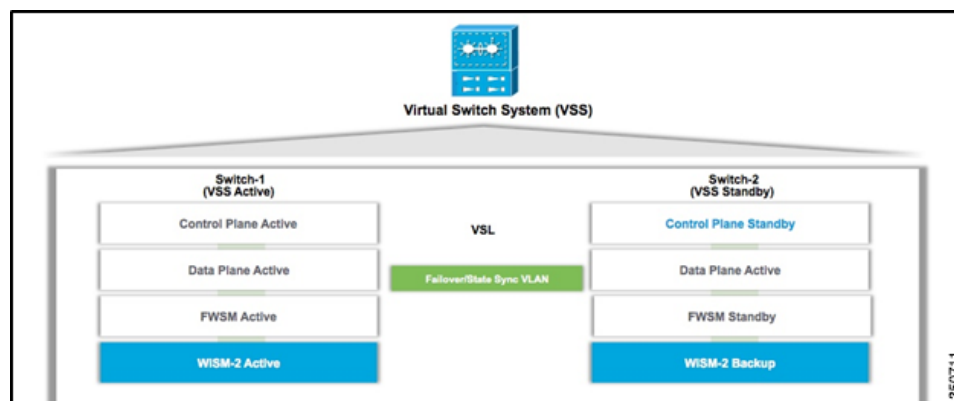 Virtual Switch System (VSS)
Switch-1
(VSS Active)
Control Plane Active
Data Plane Active
FWSM Active
WISM-2 Active
VSL
Failover/State Sync VLAN
Switch-2
(VSS Standby)
Control Plane Standby
Data Plane Active
FWSM Standby
WISM-2 Backup